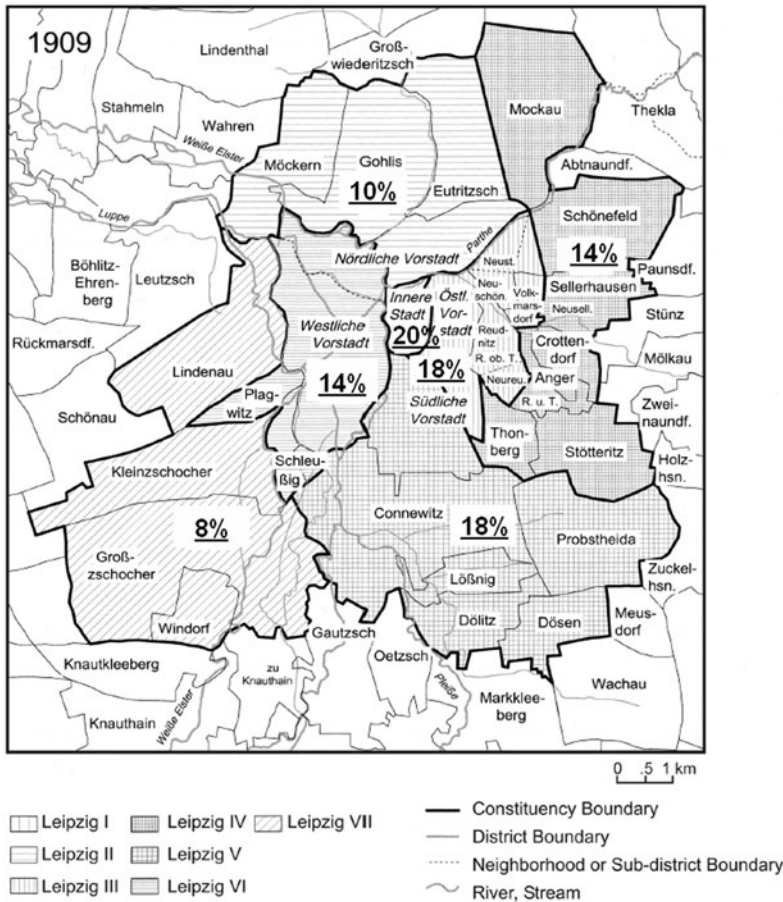 1909
Lindenthal
Groß-
wiederitzsch
Mockau
Thekla
Stahmeln
Wahren
Weiße Elster
Möckern
Gohlis
10%
Eutritzsch
Abtnaundf.
Schönefeld
14%
Luppe
Parthe
Neust.
Nördliche Vorstadt
Paunsdf.
Böhlitz-
Ehren-
berg
Leutzsch
Innere
Stadt
20%
Östl.
Vor-
stadt
Neu-
schön.
Volk-
marsdorf
Sellerhausen
Neusell.
Stünz
Westliche
Vorstadt
14%
Reud-
nitz
R. ob. T.
Crotten-
dorf
Anger
Mölkau
Rückmarsdf.
Lindenau
18%
Südliche
Vorstadt
Neureu.
R. u. T.
Plag-
witz
Zwei-
naundf.
Schönau
Thon-
berg
Stötteritz
Holz-
hsn.
Schleu-
ßig
Kleinzschocher
8%
Connewitz
18%
Probstheida
Groß-
zschocher
Lößnig
Zuckel-
hsn.
Windorf
Dölitz
Dösen
Meus-
dorf
Gautzsch
Oetzsch
Knautkleeberg
zu
Knauthain
Pleiße
Markklee-
berg
Wachau
Knauthain
Weiße Elster
0 .5 1 km
Leipzig I
Leipzig IV
Leipzig VII
Leipzig II
Leipzig V
Leipzig III
Leipzig VI
Constituency Boundary
District Boundary
Neighborhood or Sub-district Boundary
River, Stream